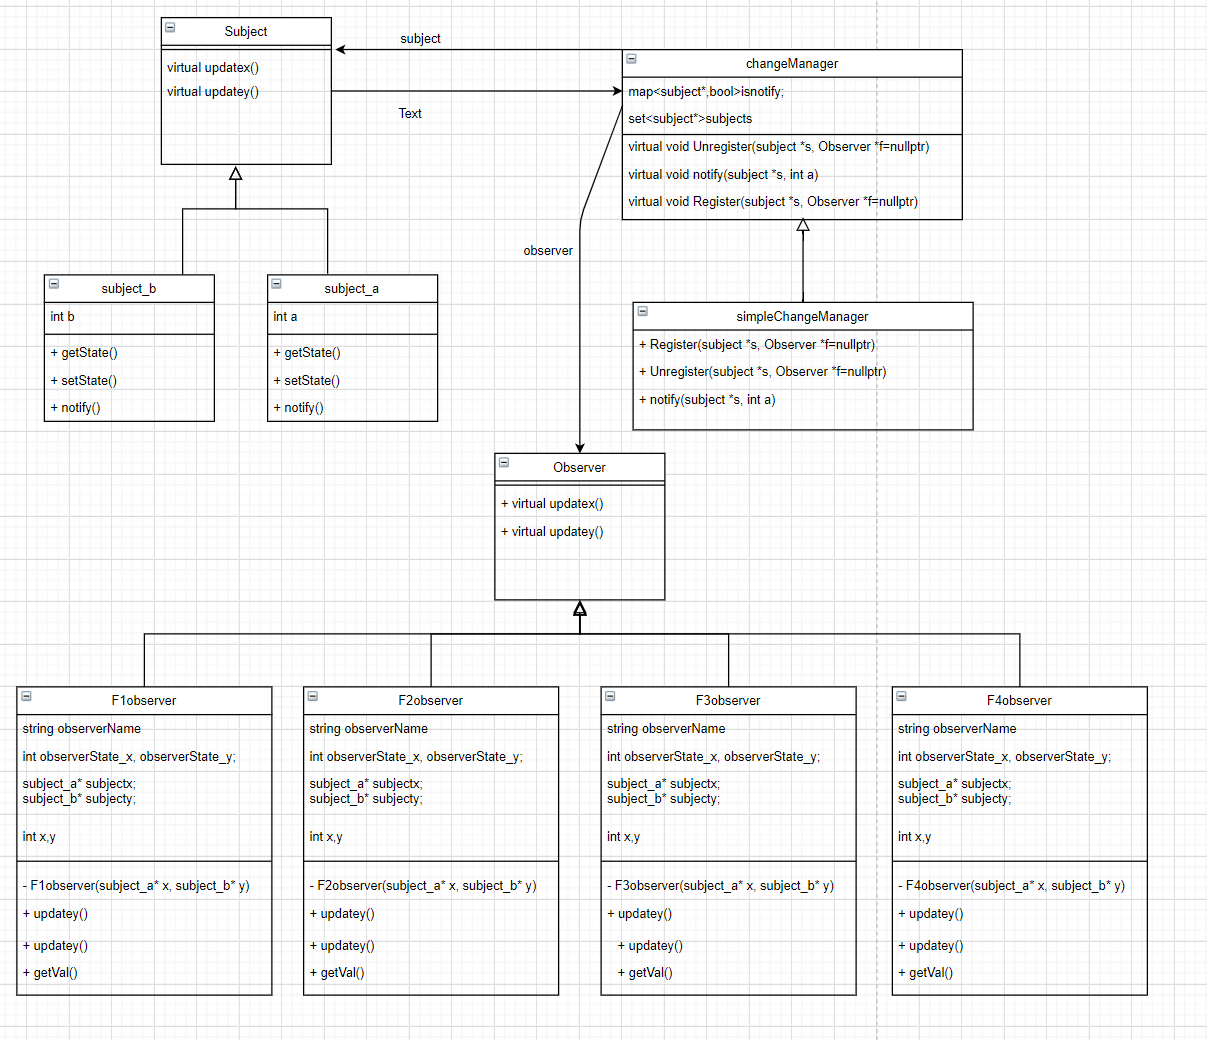 Subject
virtual updatex()
virtual updatey()
subject
Text
changeManager
map<subject*,bool>isnotify;
set<subject*>subjects
virtual void Unregister(subject *s, Observer *f=nullptr)
virtual void notify(subject *s, int a)
virtual void Register(subject *s, Observer *f=nullptr)
observer
subject_b
int b
+ getState()
+ setState()
+ notify()
subject_a
int a
+ getState()
+ setState()
+ notify()
simpleChangeManager
+ Register(subject *s, Observer *f=nullptr)
+ Unregister(subject *s, Observer *f=nullptr)
+ notify(subject *s, int a)
Observer
+ virtual updatex()
+ virtual updatey()
F1observer
string observerName
int observerState_x, observerState_y;
subject_a* subjectx;
subject_b* subjecty;
int x,y
- F1observer(subject_a* x, subject_b* y)
+ updatey()
+ updatey()
+ getVal()
F2observer
string observerName
int observerState_x, observerState_y;
subject_a* subjectx;
subject_b* subjecty;
int x,y
- F2observer(subject_a* x, subject_b* y)
+ updatey()
+ updatey()
+ getVal()
F3observer
string observerName
int observerState_x, observerState_y;
subject_a* subjectx;
subject_b* subjecty;
int x,y
- F3observer(subject_a* x, subject_b* y)
+ updatey()
+ updatey()
+ getVal()
F4observer
string observerName
int observerState_x, observerState_y;
subject_a* subjectx;
subject_b* subjecty;
int x,y
- F4observer(subject_a* x, subject_b* y)
+ updatey()
+ updatey()
+ getVal()